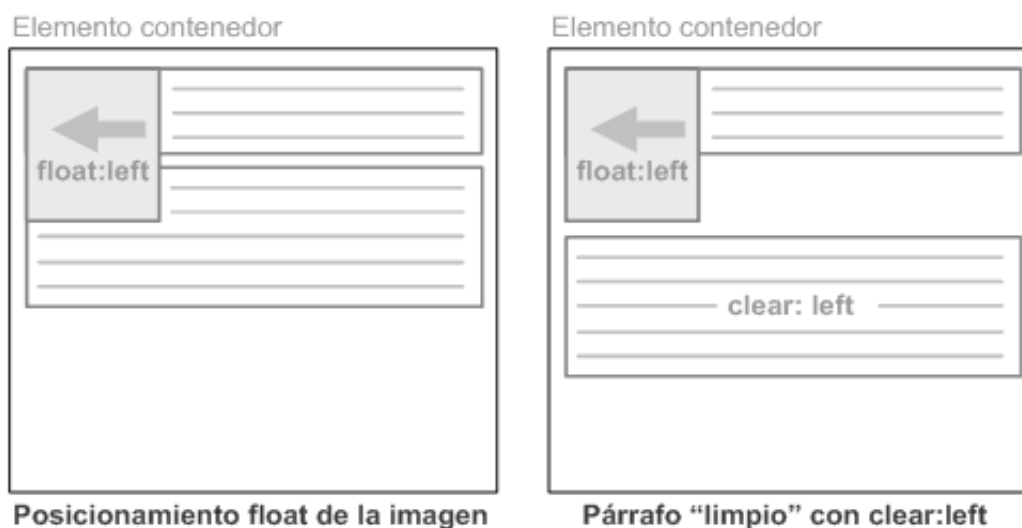 Elemento contenedor
float:left
Posicionamiento float de la imagen
Elemento contenedor
float:left
clear: left
Párrafo “limpio” con clear:left